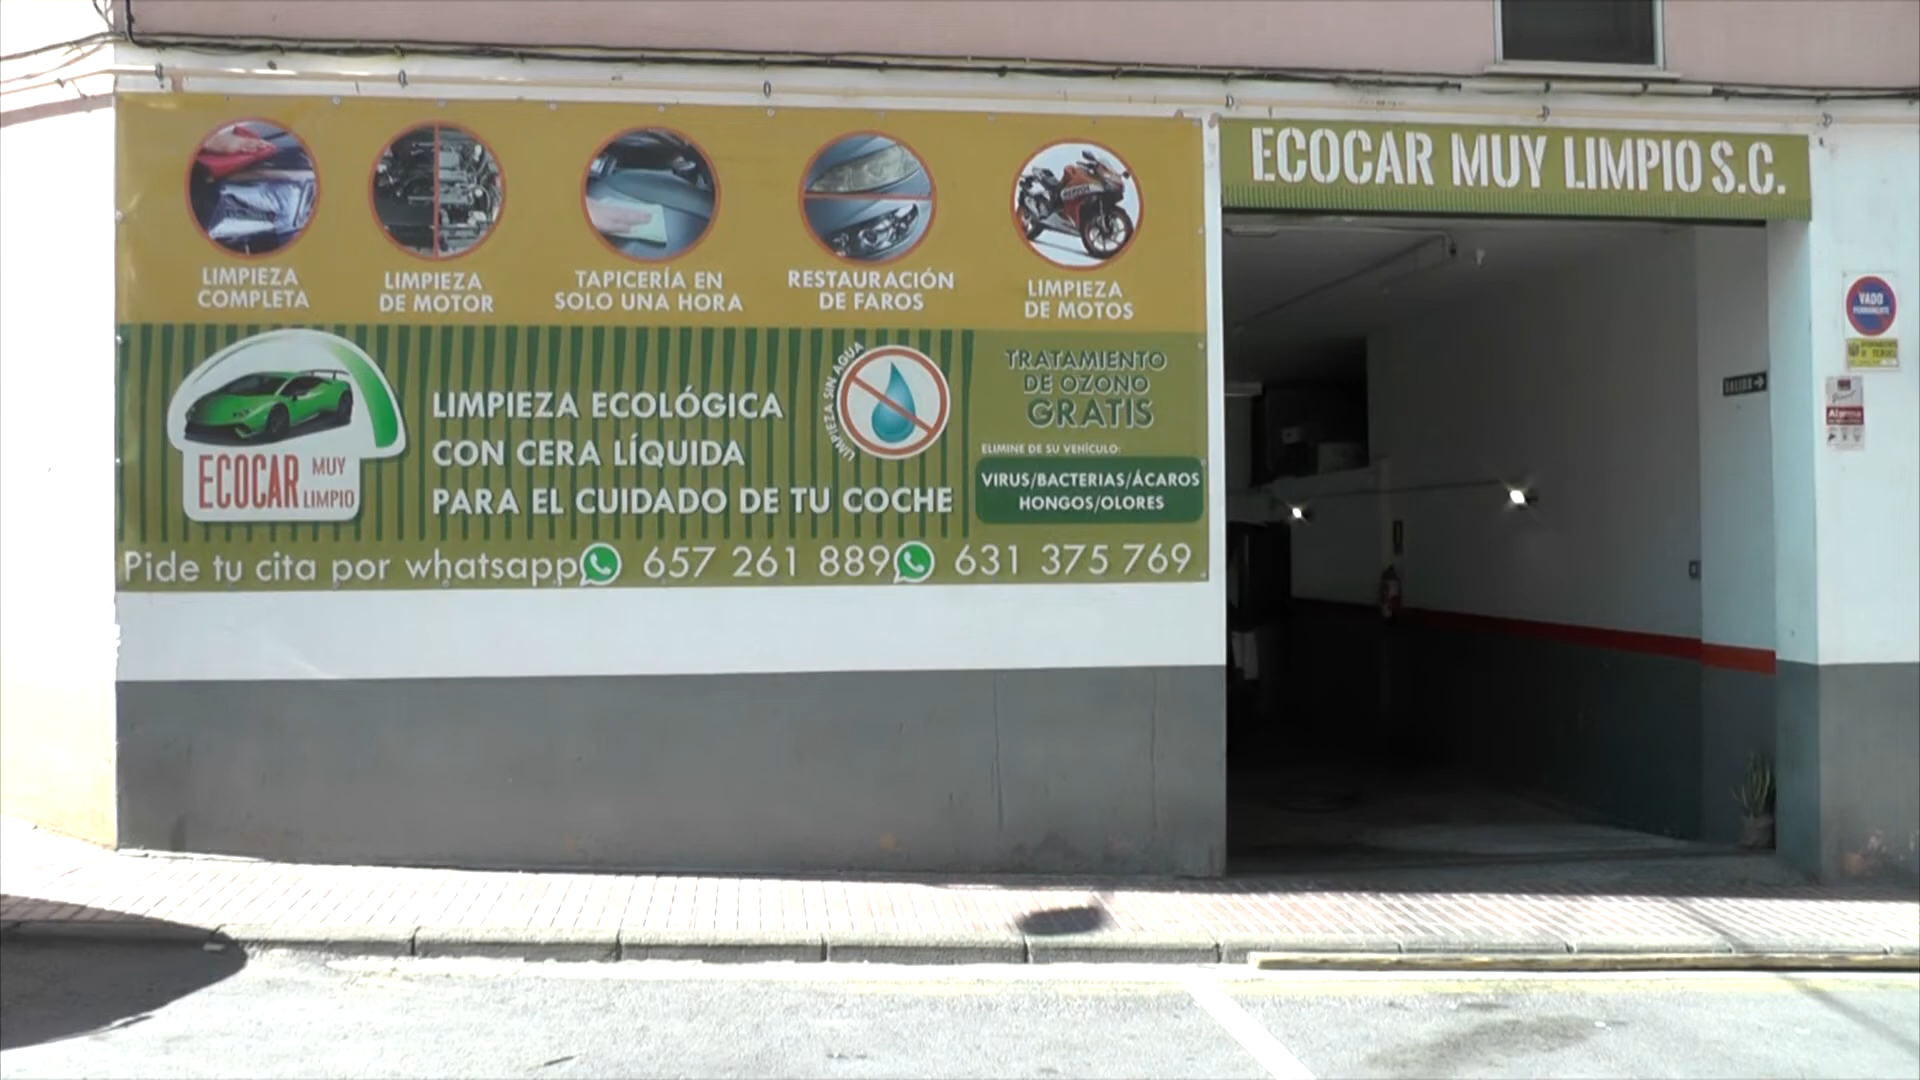 LIMPIEZA
COMPLETA
LIMPIEZA
DE MOTOR
TAPICERÍA EN
SOLO UNA HORA
RESTAURACIÓN
DE FAROS
LIMPIEZA
DE MOTOS
ECOCAR MUY LIMPIO S.C.
ECOCAR MUY
LIMPIO
LIMPIEZA ECOLÓGICA
CON CERA LÍQUIDA
PARA EL CUIDADO DE TU COCHE
LIMPIEZA SIN AGUA
TRATAMIENTO
DE OZONO
GRATIS
ELIMINE DE SU VEHÍCULO:
VIRUS/BACTERIAS/ÁCAROS
HONGOS/OLORES
Pide tu cita por whatsapp 657 261 889 631 375 769
VADO
PERMANENTE
SALIDA
Alarma